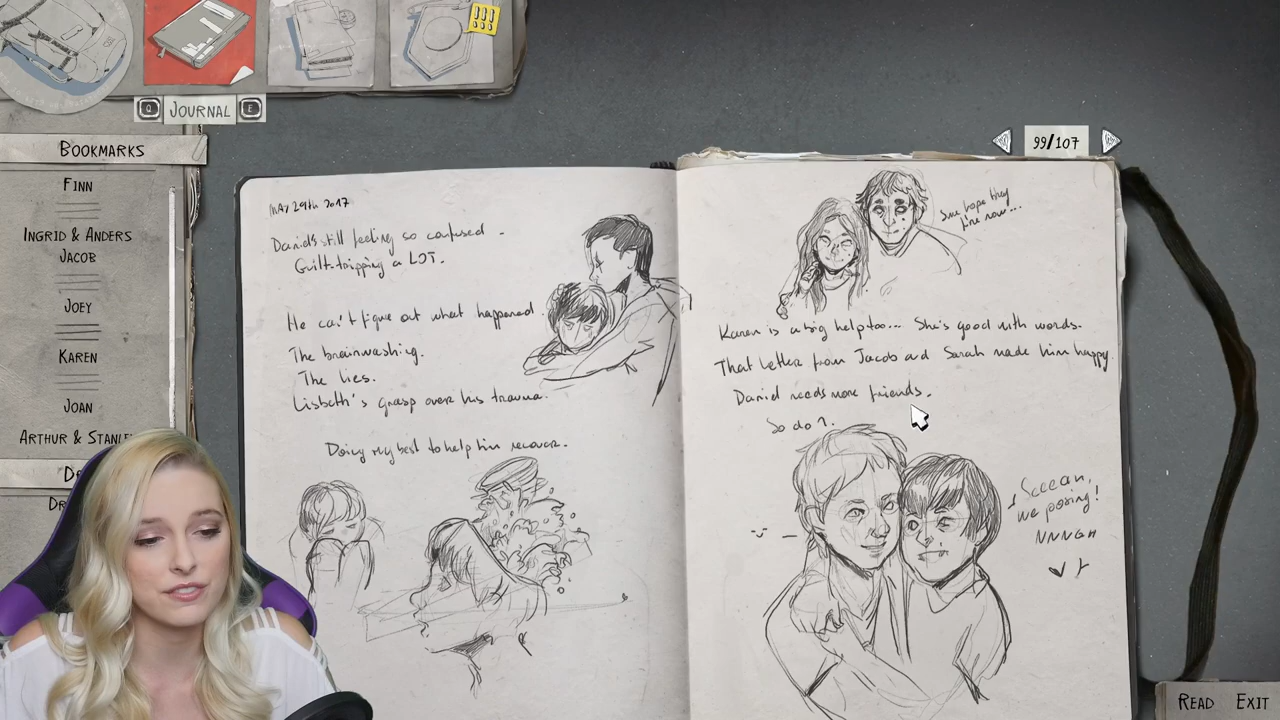 Q JOURNAL E
BOOKMARKS
FINN
INGRID & ANDERS
JACOB
JOEY
KAREN
JOAN
ARTHUR & STANLEY
99/107
MAY 29th 2017
Daniel's still feeling so confused.
Guilt-tripping a LOT.
He can't figure out what happened.
The brainwashing.
The lies.
Lisbeth's grasp over his trauma.
Doing my best to help him recover.
hope they
fine now...
Karen is a big help too... She's good with words.
That letter from Jacob and Sarah made him happy.
Daniel needs more friends.
So do I.
Seeean,
we posing!
NNNGH
READ EXIT